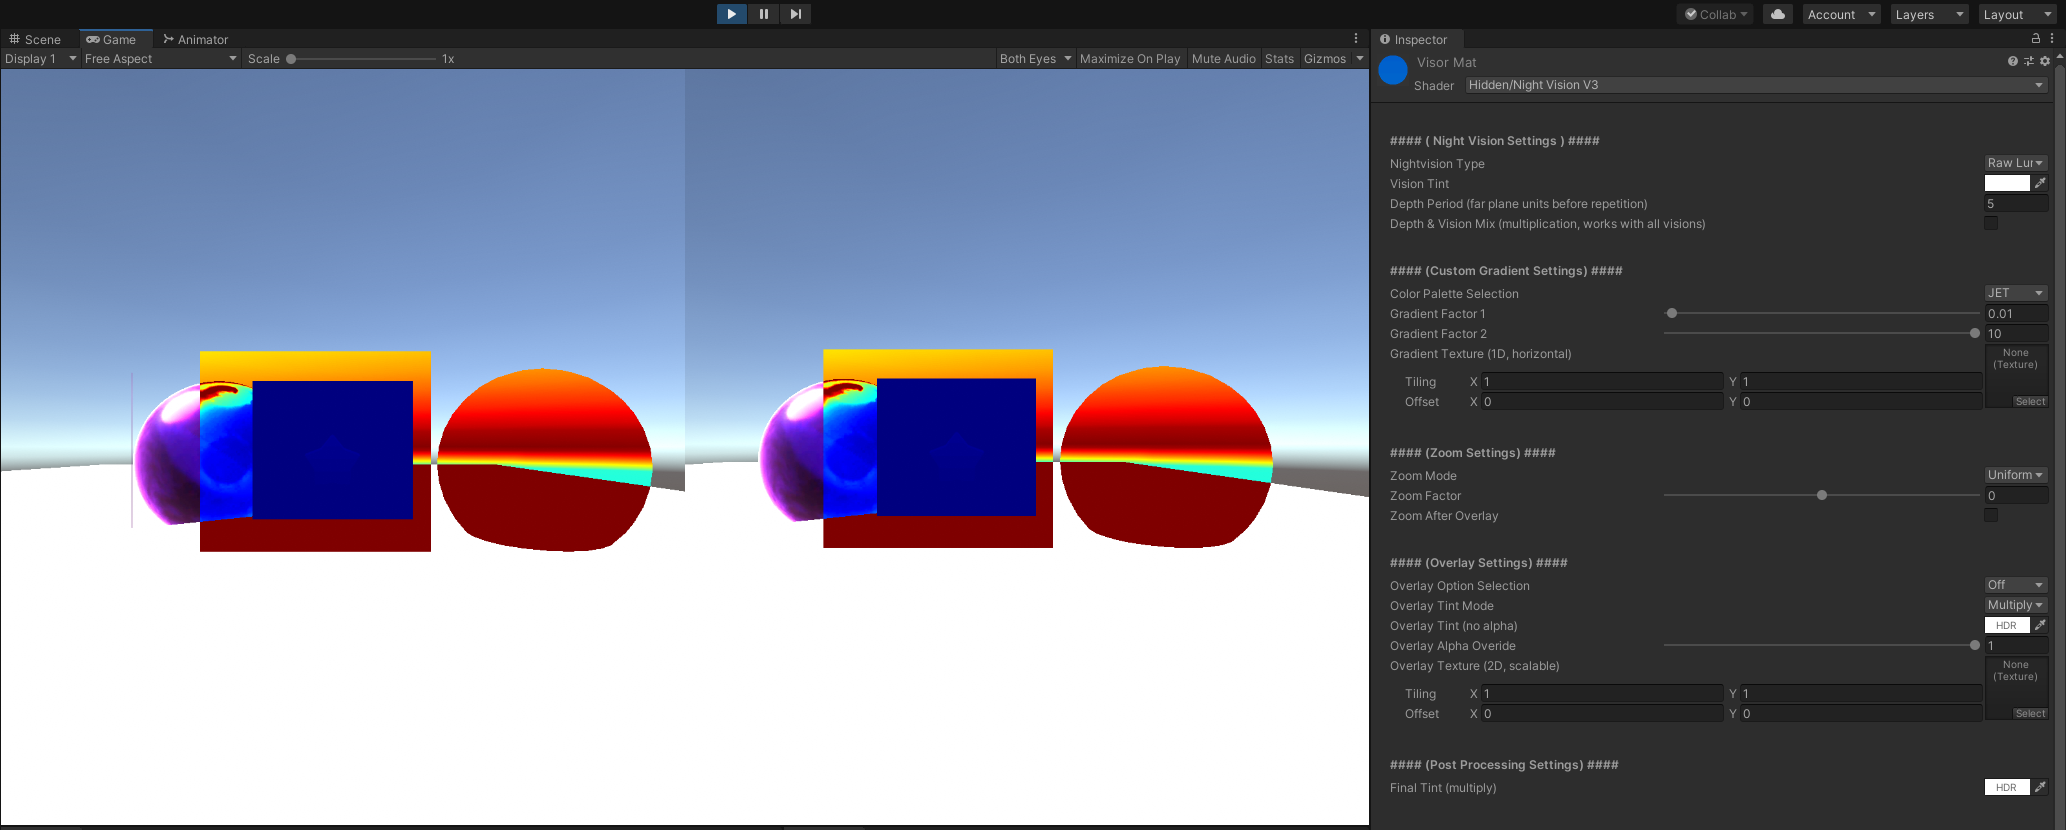 Collab
Account
Layers
Layout
Scene
Game
Animator
Inspector
Display 1
Free Aspect
Scale
1x
Both Eyes
Maximize On Play
Mute Audio
Stats
Gizmos
Visor Mat
Shader
Hidden/Night Vision V3
#### ( Night Vision Settings ) ####
Nightvision Type
Raw Lur
Vision Tint
Depth Period (far plane units before repetition)
5
Depth & Vision Mix (multiplication, works with all visions)
#### (Custom Gradient Settings) ####
Color Palette Selection
JET
Gradient Factor 1
0.01
Gradient Factor 2
10
Gradient Texture (1D, horizontal)
None
(Texture)
Tiling X 1 Y 1
Offset X 0 Y 0
Select
#### (Zoom Settings) ####
Zoom Mode
Uniform
Zoom Factor
0
Zoom After Overlay
#### (Overlay Settings) ####
Overlay Option Selection
Off
Overlay Tint Mode
Multiply
Overlay Tint (no alpha)
HDR
Overlay Alpha Overide
1
Overlay Texture (2D, scalable)
None
(Texture)
Tiling X 1 Y 1
Offset X 0 Y 0
Select
#### (Post Processing Settings) ####
Final Tint (multiply)
HDR